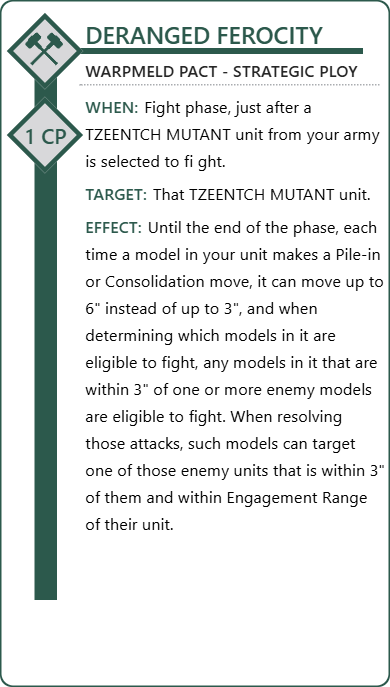 DERANGED FEROCITY
WARPMELD PACT - STRATEGIC PLOY
1 CP
WHEN: Fight phase, just after a
TZEENTCH MUTANT unit from your army
is selected to fi ght.
TARGET: That TZEENTCH MUTANT unit.
EFFECT: Until the end of the phase, each
time a model in your unit makes a Pile-in
or Consolidation move, it can move up to
6" instead of up to 3", and when
determining which models in it are
eligible to fight, any models in it that are
within 3" of one or more enemy models
are eligible to fight. When resolving
those attacks, such models can target
one of those enemy units that is within 3"
of them and within Engagement Range
of their unit.